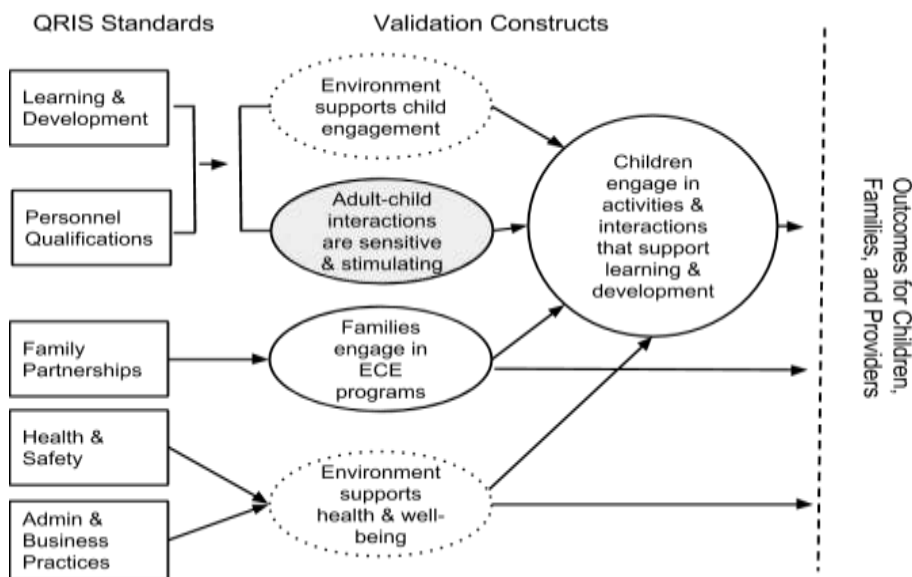 QRIS Standards
Validation Constructs
Learning &
Development
Personnel
Qualifications
Family
Partnerships
Health &
Safety
Admin &
Business
Practices
Environment
supports child
engagement
Adult-child
interactions
are sensitive
& stimulating
Families
engage in
ECE
programs
Environment
supports
health & well-
being
Children
engage in
activities &
interactions
that support
learning &
development
Outcomes for Children,
Families, and Providers